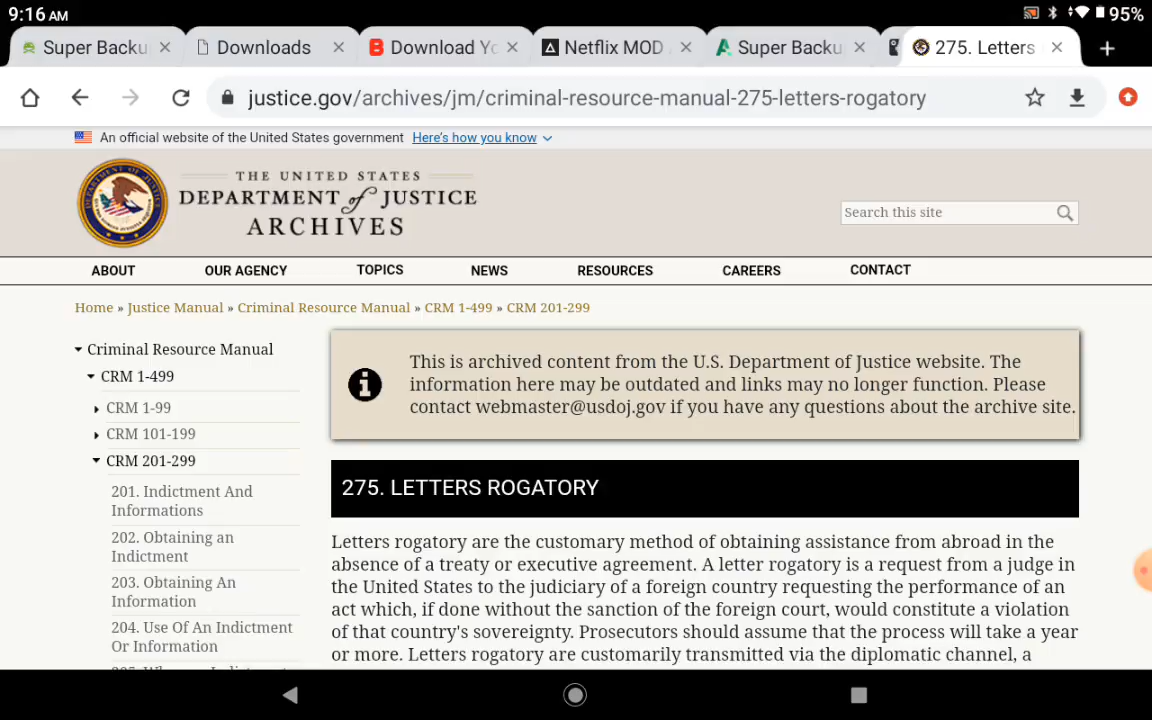 9:16 AM
95%
Super Backu
Downloads
Download Yo
Netflix MOD
Super Backu
275. Letters
justice.gov/archives/jm/criminal-resource-manual-275-letters-rogatory
An official website of the United States government Here's how you know
THE UNITED STATES
DEPARTMENT of JUSTICE
ARCHIVES
Search this site
ABOUT OUR AGENCY TOPICS NEWS RESOURCES CAREERS CONTACT
Home » Justice Manual » Criminal Resource Manual » CRM 1-499 » CRM 201-299
Criminal Resource Manual
CRM 1-499
CRM 1-99
CRM 101-199
CRM 201-299
201. Indictment And
Informations
202. Obtaining an
Indictment
203. Obtaining An
Information
204. Use Of An Indictment
Or Information
This is archived content from the U.S. Department of Justice website. The
information here may be outdated and links may no longer function. Please
contact webmaster@usdoj.gov if you have any questions about the archive site.
275. LETTERS ROGATORY
Letters rogatory are the customary method of obtaining assistance from abroad in the
absence of a treaty or executive agreement. A letter rogatory is a request from a judge in
the United States to the judiciary of a foreign country requesting the performance of an
act which, if done without the sanction of the foreign court, would constitute a violation
of that country's sovereignty. Prosecutors should assume that the process will take a year
or more. Letters rogatory are customarily transmitted via the diplomatic channel, a